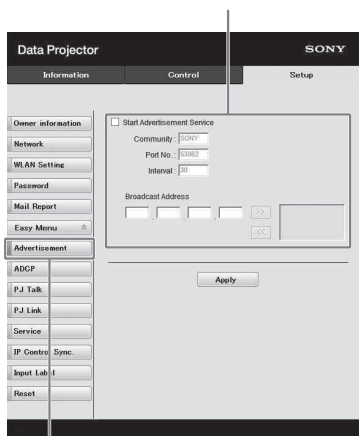 Data Projector
SONY
Information
Control
Setup
Owner information
Network
WLAN Setting
Password
Mail Report
Easy Menu
Advertisement
ADCP
PJ Talk
PJ Link
Service
IP Control Sync.
Input Label
Reset
Start Advertisement Service
Community : SONY
Port No. : 53862
Interval : 30
Broadcast Address
. . .
>>
<<
Apply